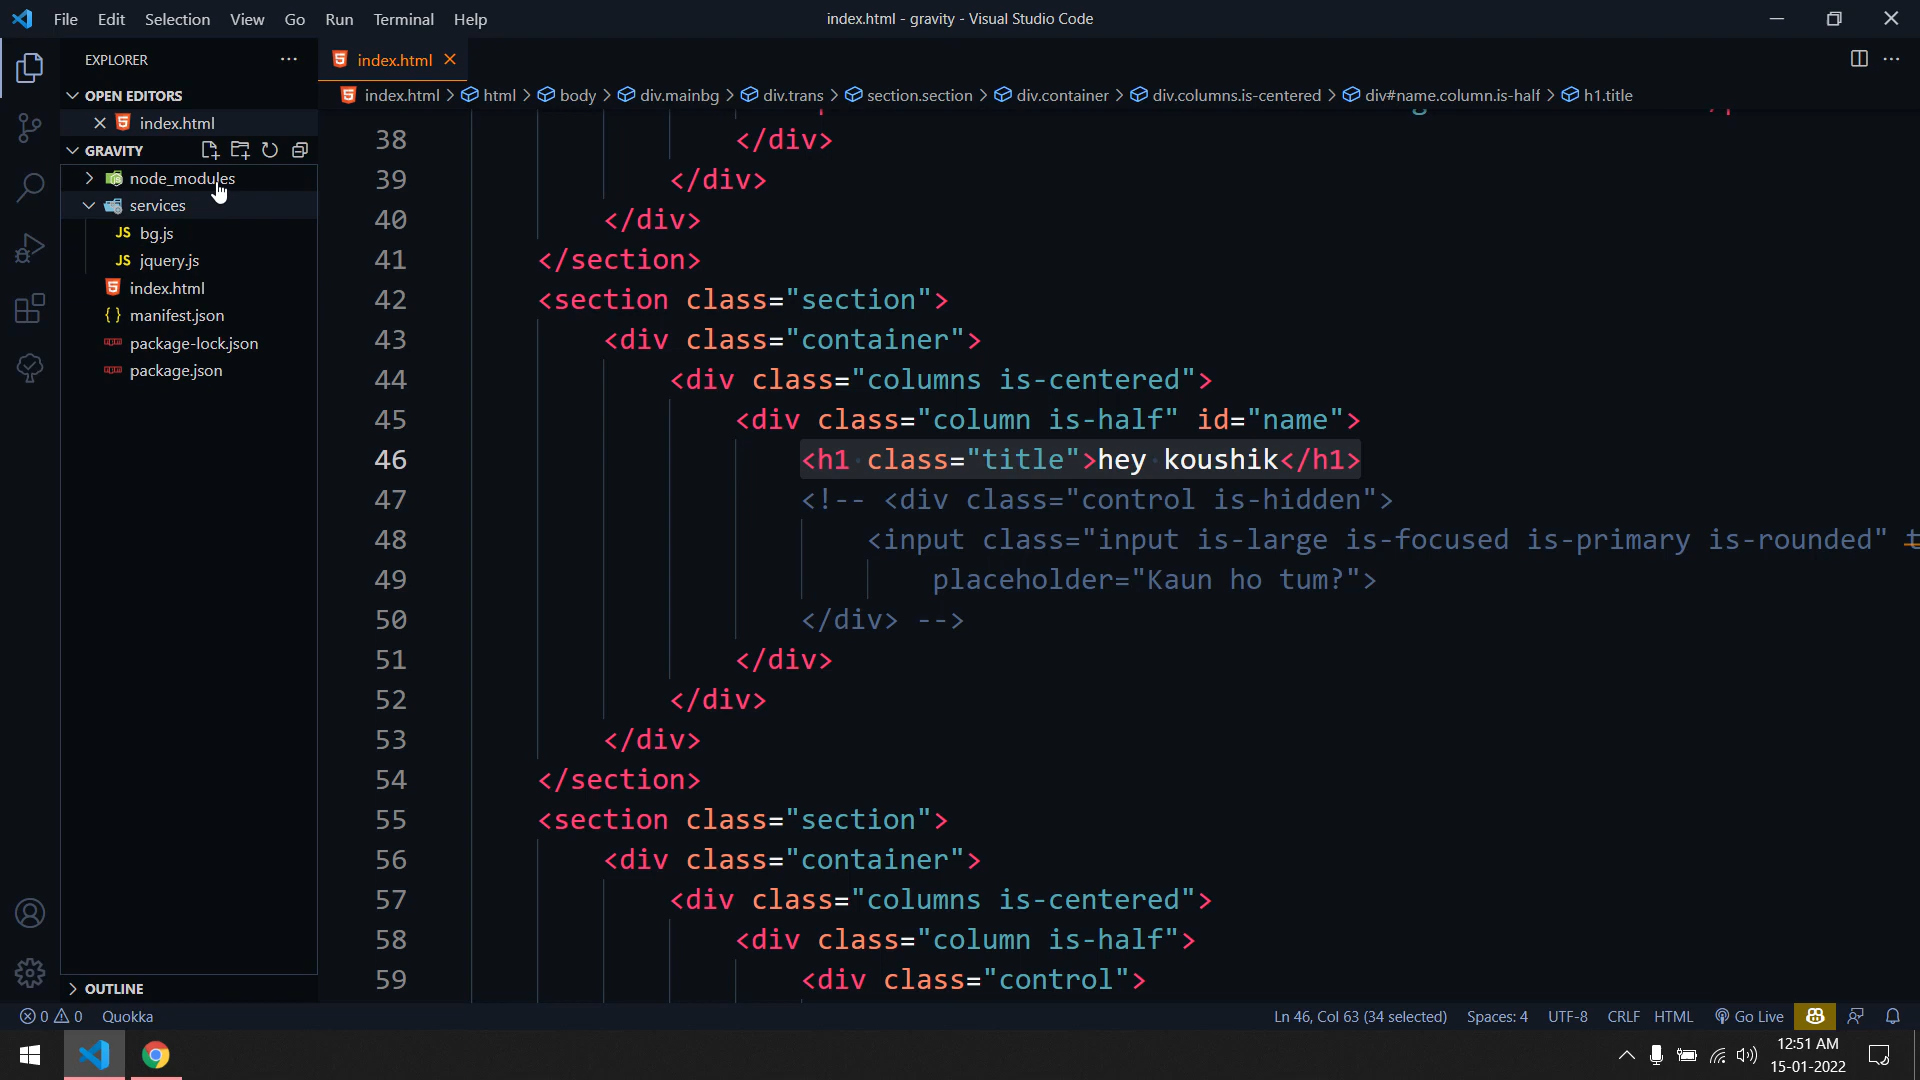 File Edit Selection View Go Run Terminal Help
index.html - gravity - Visual Studio Code
EXPLORER
OPEN EDITORS
index.html
GRAVITY
node_modules
services
JS bg.js
JS jquery.js
index.html
{} manifest.json
package-lock.json
package.json
OUTLINE
index.html
index.html > html > body > div.mainbg > div.trans > section.section > div.container > div.columns.is-centered > div#name.column.is-half > h1.title
38 </div>
39 </div>
40 </div>
41 </section>
42 <section class="section">
43 <div class="container">
44 <div class="columns is-centered">
45 <div class="column is-half" id="name">
46 <h1 class="title">hey koushik</h1>
47 <!-- <div class="control is-hidden">
48 <input class="input is-large is-focused is-primary is-rounded" t
49 placeholder="Kaun ho tum?">
50 </div> -->
51 </div>
52 </div>
53 </div>
54 </section>
55 <section class="section">
56 <div class="container">
57 <div class="columns is-centered">
58 <div class="column is-half">
59 <div class="control">
0 0 Quokka
Ln 46, Col 63 (34 selected) Spaces: 4 UTF-8 CRLF HTML Go Live
12:51 AM
15-01-2022